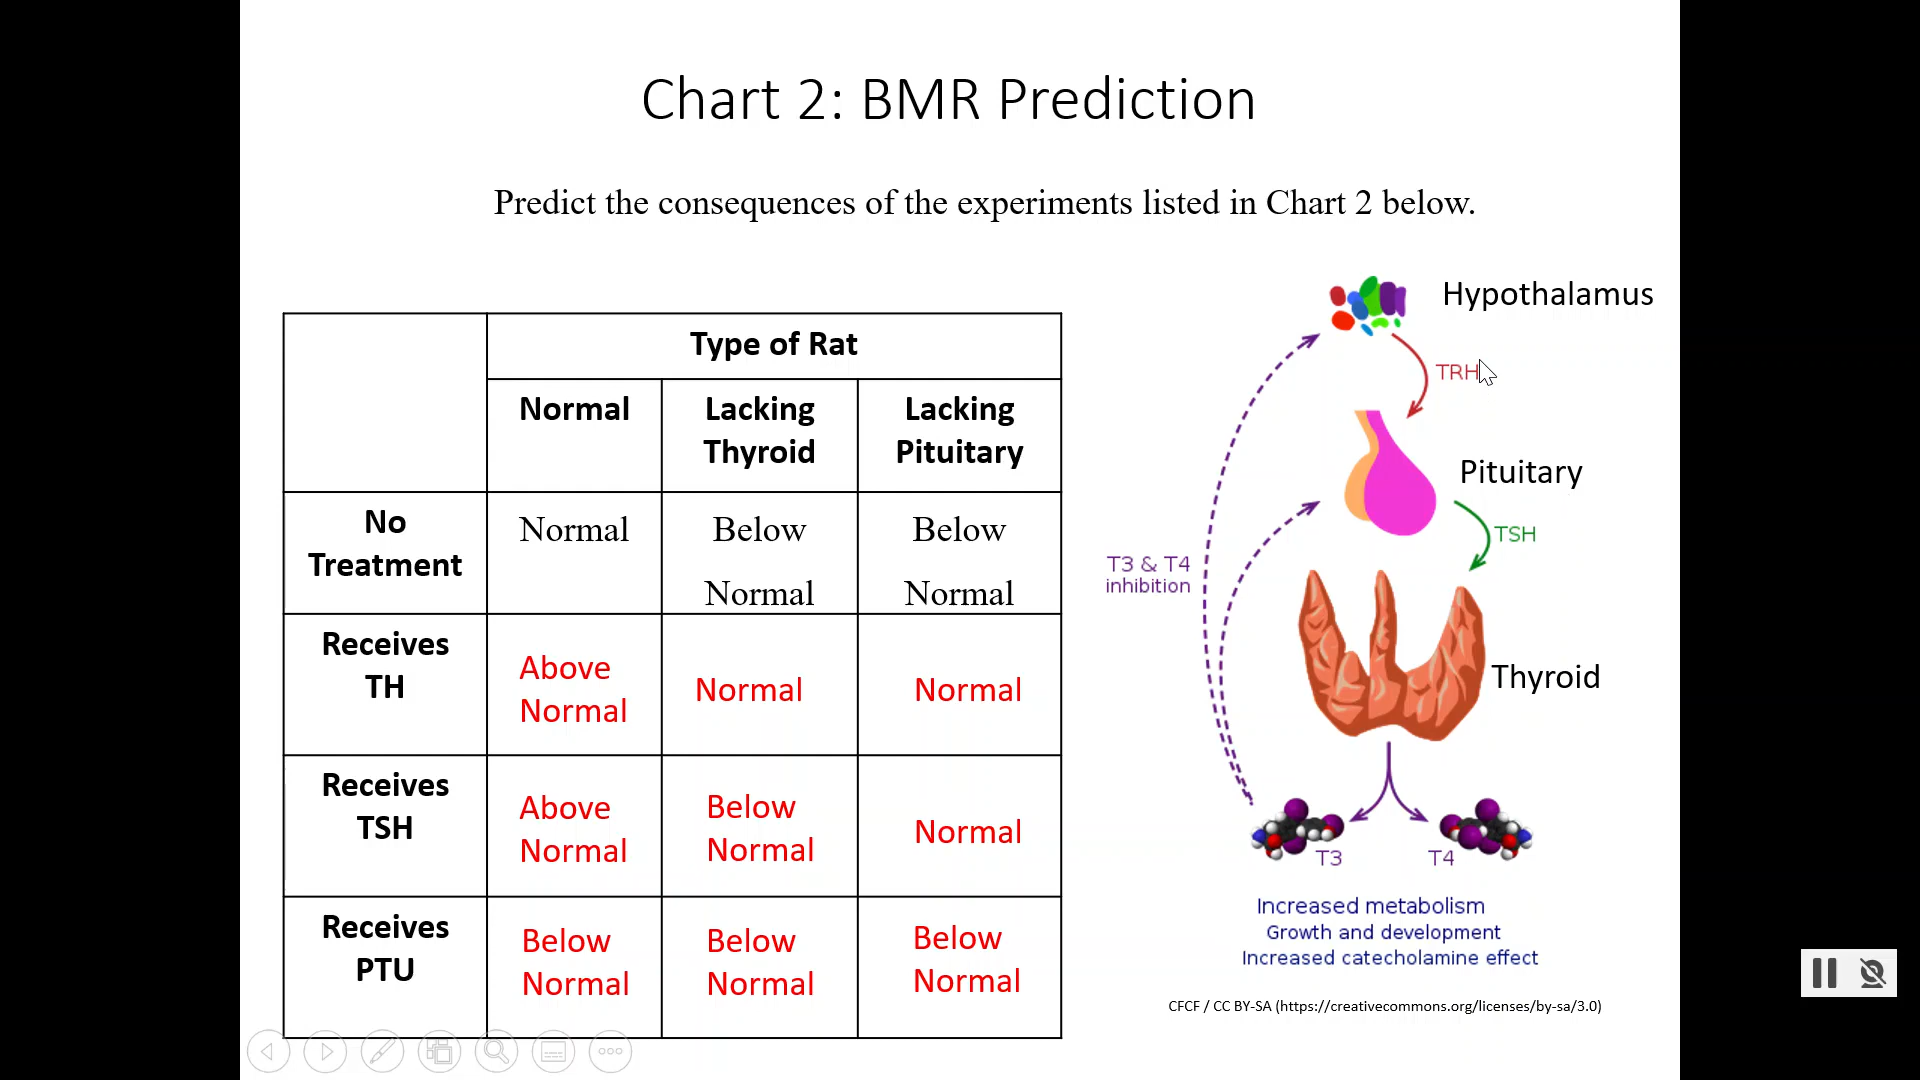 Chart 2: BMR Prediction
Predict the consequences of the experiments listed in Chart 2 below.
Type of Rat
Normal
Lacking
Thyroid
Lacking
Pituitary
No
Treatment
Normal
Below
Normal
Below
Normal
Receives
TH
Above
Normal
Normal
Normal
Receives
TSH
Above
Normal
Below
Normal
Normal
Receives
PTU
Below
Normal
Below
Normal
Below
Normal
Hypothalamus
TRH
Pituitary
TSH
T3 & T4
inhibition
Thyroid
T3
T4
Increased metabolism
Growth and development
Increased catecholamine effect
CFCF / CC BY-SA (https://creativecommons.org/licenses/by-sa/3.0)